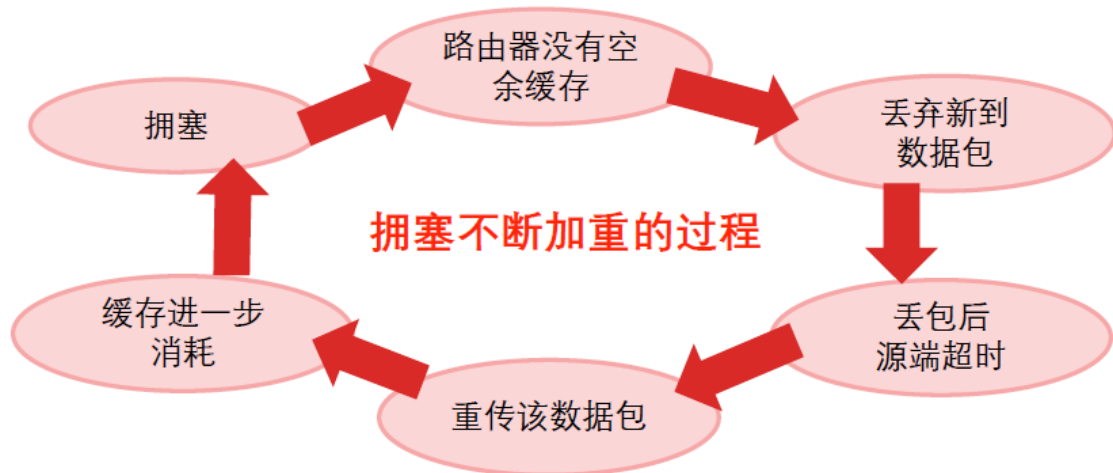 路由器没有空
余缓存
拥塞
丢弃新到
数据包
拥塞不断加重的过程
缓存进一步
消耗
丢包后
源端超时
重传该数据包